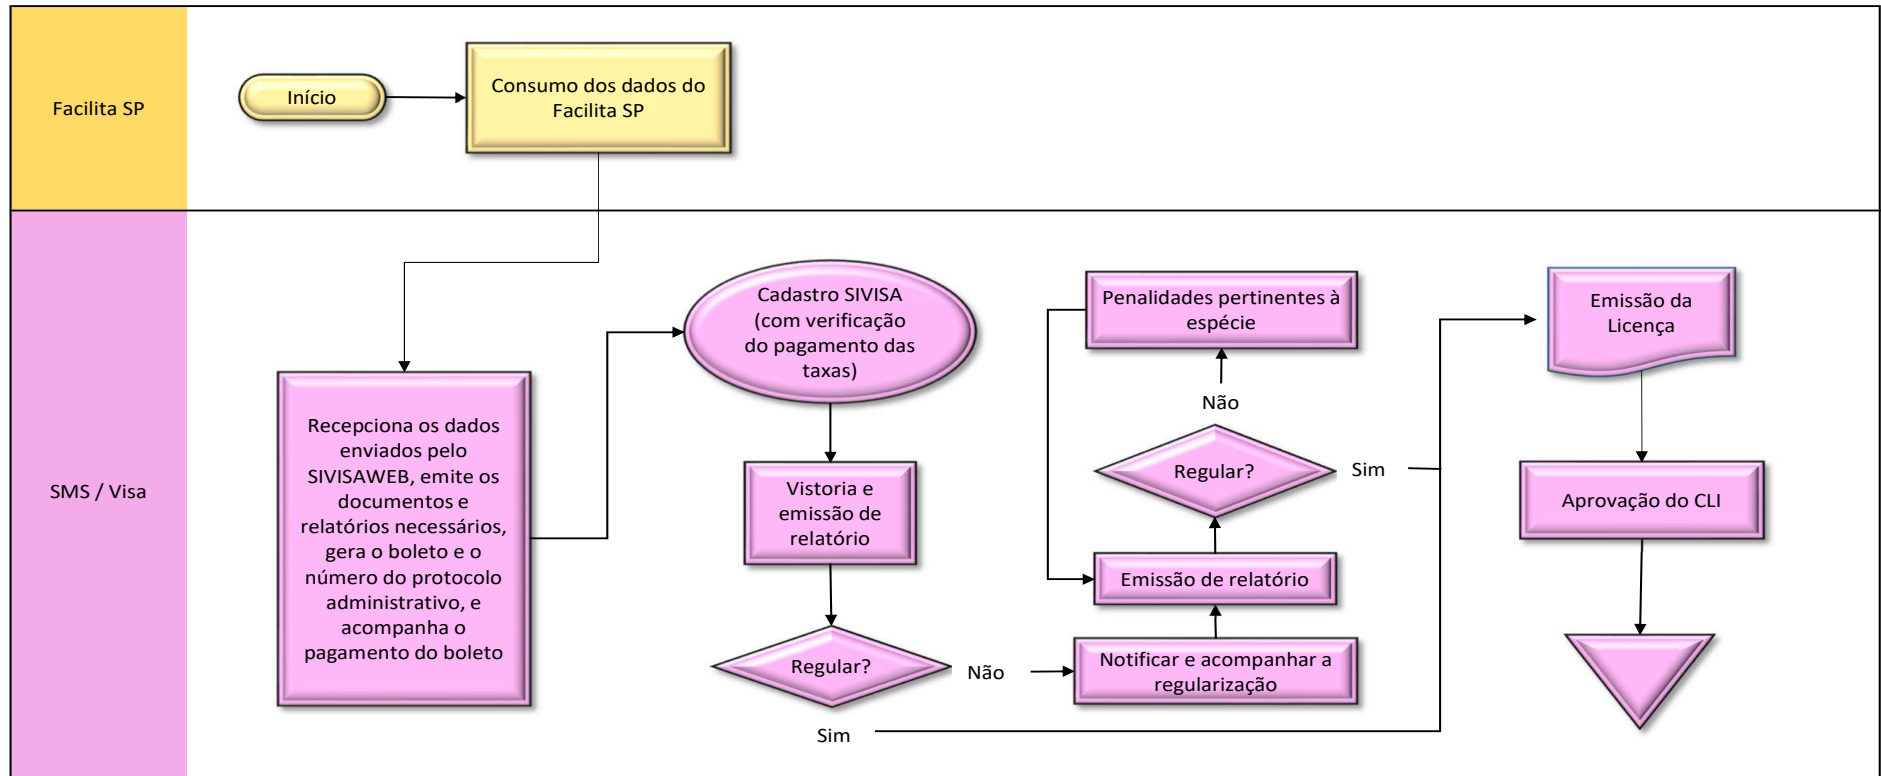 Facilita SP
Início
Consumo dos dados do
Facilita SP
SMS / Visa
Recepciona os dados
enviados pelo
SIVISAWEB, emite os
documentos e
relatórios necessários,
gera o boleto e o
número do protocolo
administrativo, e
acompanha o
pagamento do boleto
Cadastro SIVISA
(com verificação
do pagamento das
taxas)
Vistoria e
emissão de
relatório
Regular?
Não
Sim
Notificar e acompanhar a
regularização
Emissão de relatório
Regular?
Não
Sim
Penalidades pertinentes à
espécie
Emissão da
Licença
Aprovação do CLI